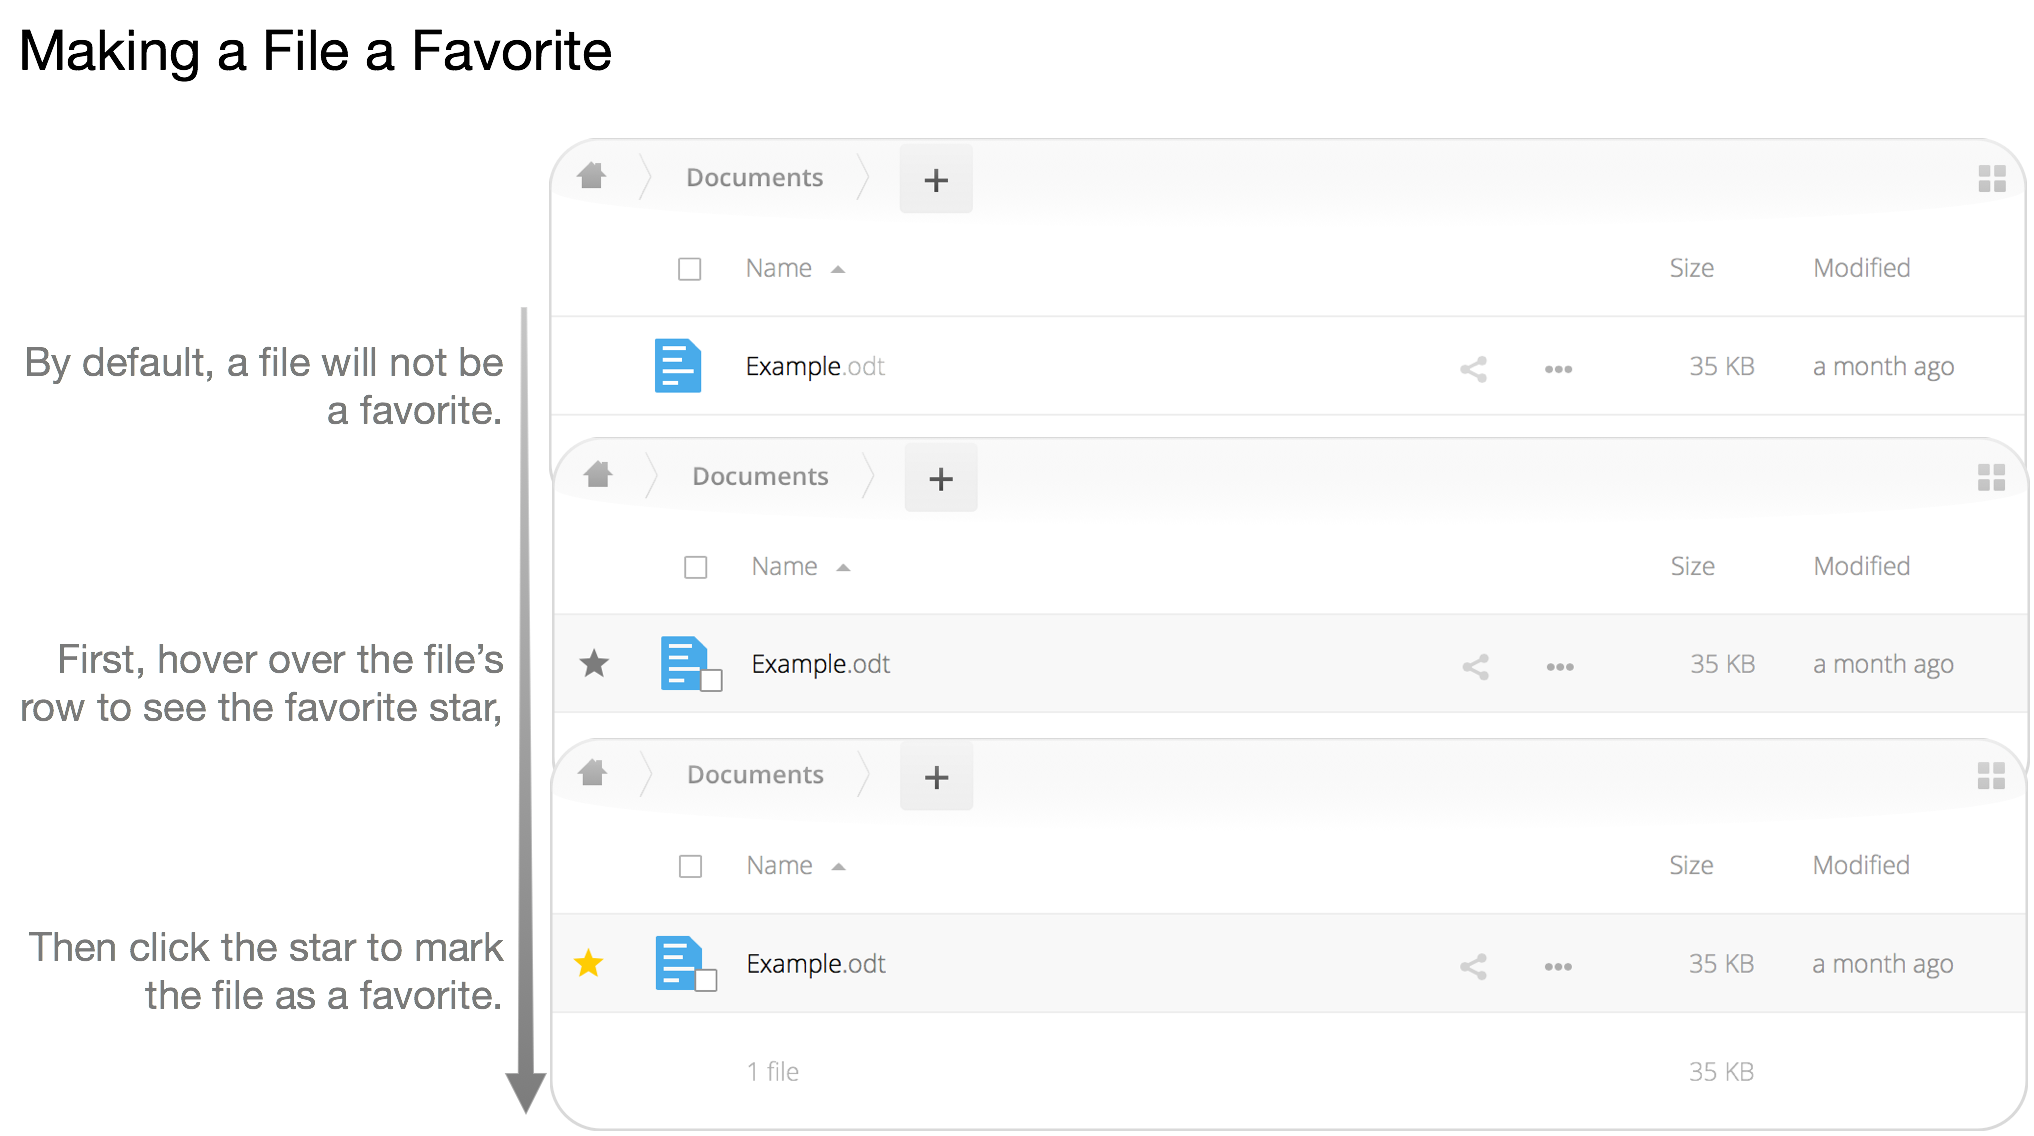 Making a File a Favorite
Documents +
Name Size Modified
By default, a file will not be
a favorite.
Example.odt 35 KB a month ago
Documents +
Name Size Modified
First, hover over the file’s
row to see the favorite star,
Example.odt 35 KB a month ago
Documents +
Name Size Modified
Then click the star to mark
the file as a favorite.
Example.odt 35 KB a month ago
1 file 35 KB